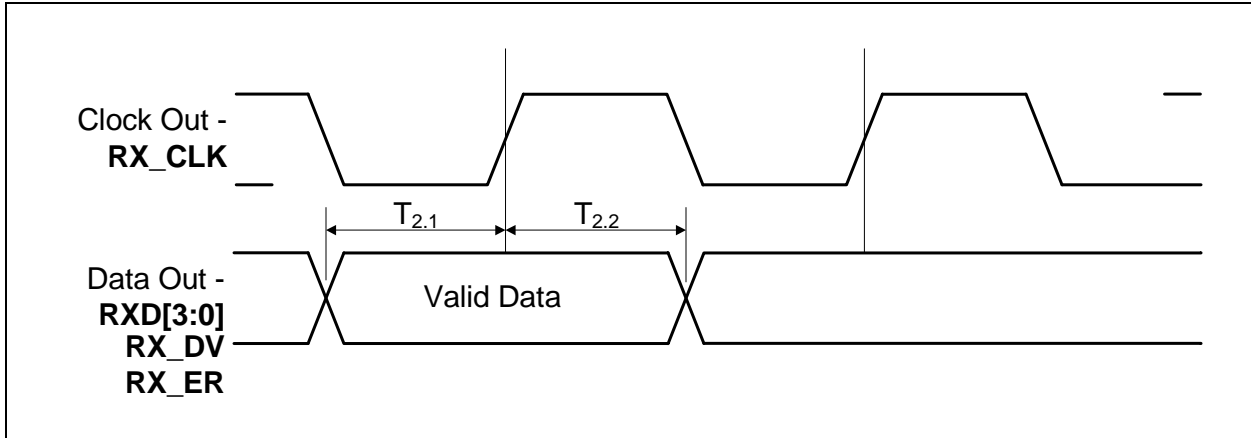 Clock Out -
RX_CLK
T2.1
T2.2
Data Out -
RXD[3:0]
RX_DV
RX_ER
Valid Data